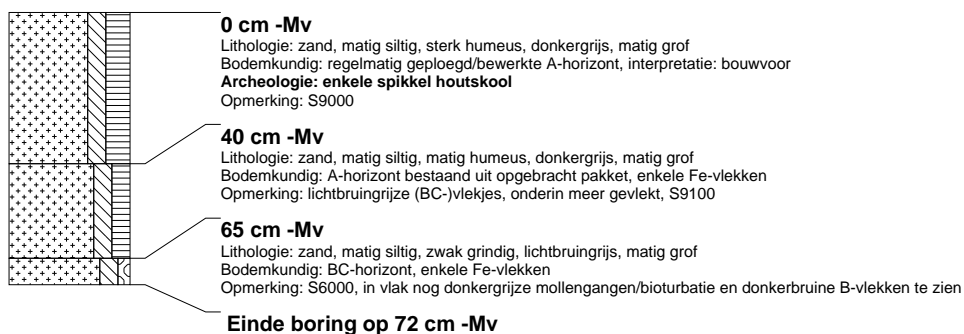 0 cm -Mv
Lithologie: zand, matig siltig, sterk humeus, donkergrijs, matig grof
Bodemkundig: regelmatig geploegd/bewerkte A-horizont, interpretatie: bouwvoor
Archeologie: enkele spikkel houtskool
Opmerking: S9000
40 cm -Mv
Lithologie: zand, matig siltig, matig humeus, donkergrijs, matig grof
Bodemkundig: A-horizont bestaand uit opgebracht pakket, enkele Fe-vlekken
Opmerking: lichtbruingrijze (BC-)vlekjes, onderin meer gevlekt, S9100
65 cm -Mv
Lithologie: zand, matig siltig, zwak grindig, lichtbruingrijs, matig grof
Bodemkundig: BC-horizont, enkele Fe-vlekken
Opmerking: S6000, in vlak nog donkergrijze mollengangen/bioturbatie en donkerbruine B-vlekken te zien
Einde boring op 72 cm -Mv